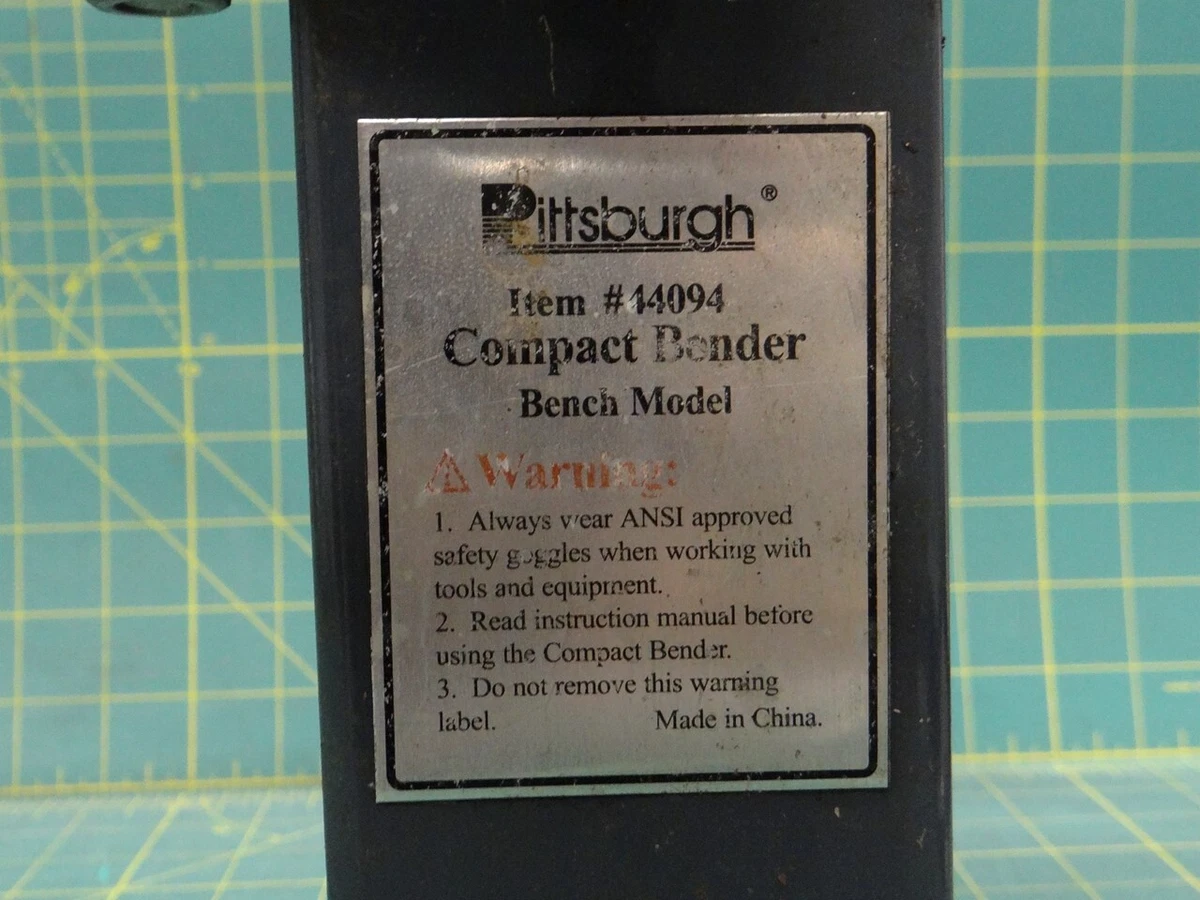 Pittsburgh®
Item #44094
Compact Bender
Bench Model
⚠ Warning:
1. Always wear ANSI approved
safety goggles when working with
tools and equipment.
2. Read instruction manual before
using the Compact Bender.
3. Do not remove this warning
label. Made in China.